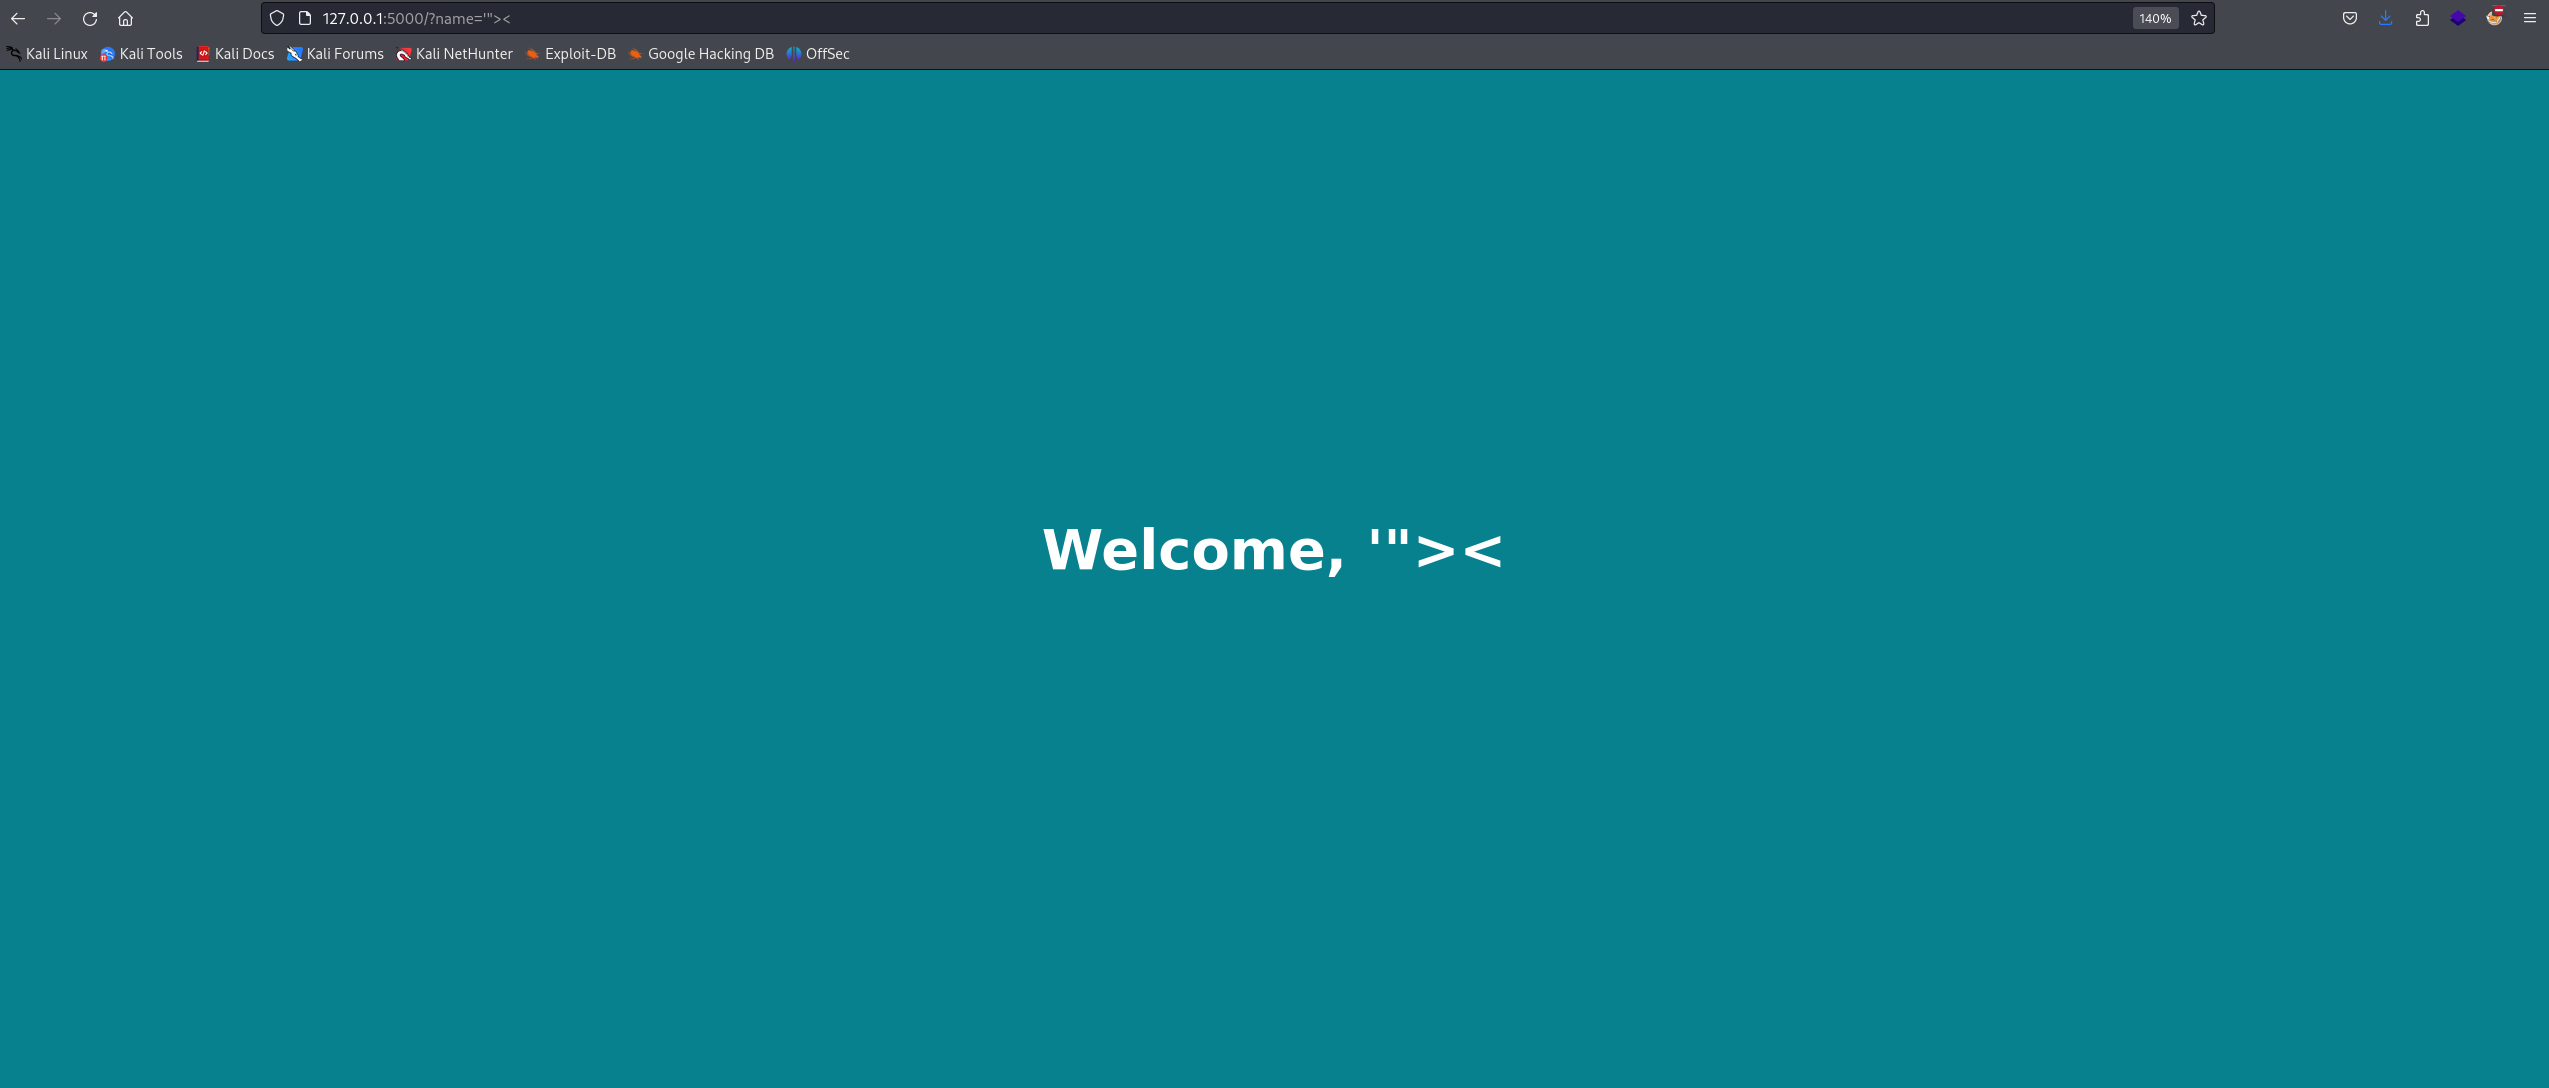 127.0.0.1:5000/?name='"><
140%
Kali Linux Kali Tools Kali Docs Kali Forums Kali NetHunter Exploit-DB Google Hacking DB OffSec
Welcome, '"><